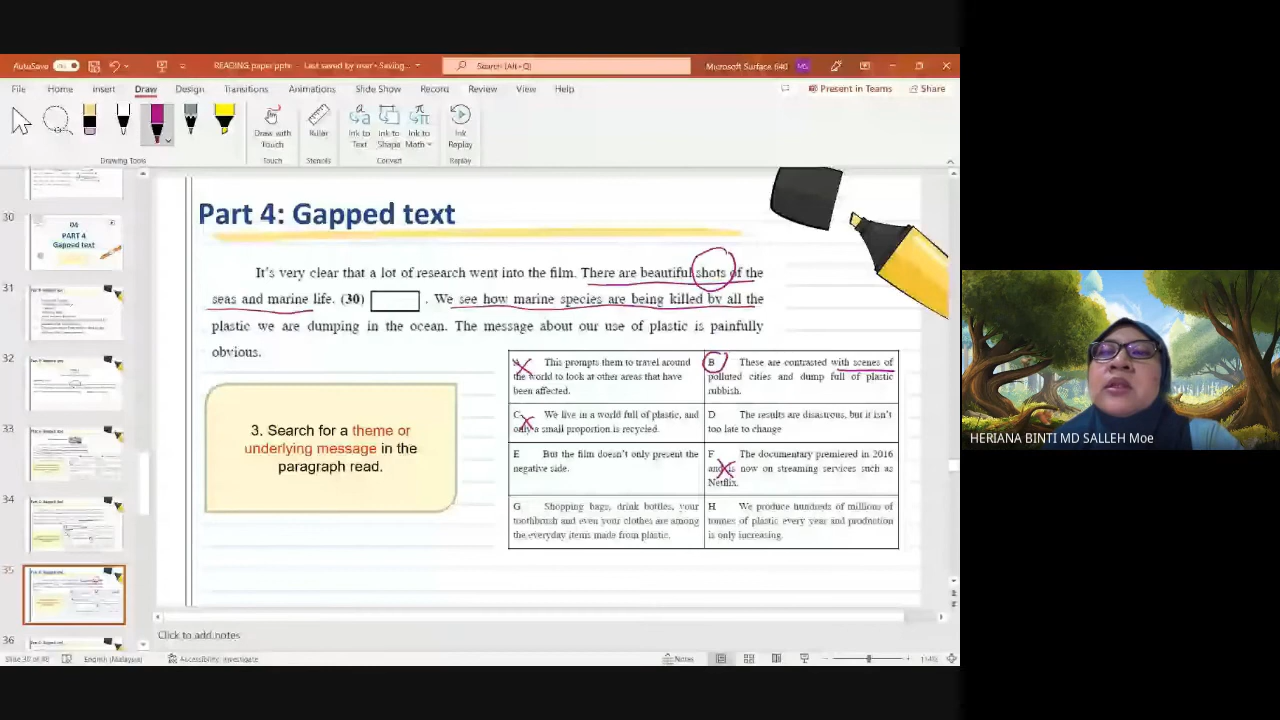 AutoSave
READING paper.pptx - Last saved by user • Saving...
Search (Alt+Q)
Microsoft Surface 640
MS
File Home Insert Draw Design Transitions Animations Slide Show Record Review View Help
Present in Teams
Share
Draw with Touch
Ruler
Ink to Text
Ink to Shape
Ink to Math
Ink Replay
Drawing Tools
Touch
Stencils
Convert
Replay
30
04
PART 4
Gapped text
31
32
33
34
35
36
Part 4: Gapped text
It's very clear that a lot of research went into the film. There are beautiful shots of the
seas and marine life. (30) . We see how marine species are being killed by all the
plastic we are dumping in the ocean. The message about our use of plastic is painfully
obvious.
3. Search for a theme or
underlying message in the
paragraph read.
This prompts them to travel around
the world to look at other areas that have
been affected.
B These are contrasted with scenes of
polluted cities and dump full of plastic
rubbish.
C We live in a world full of plastic, and
only a small proportion is recycled.
D The results are disastrous, but it isn't
too late to change
E But the film doesn't only present the
negative side.
F The documentary premiered in 2016
and is now on streaming services such as
Netflix.
G Shopping bags, drink bottles, your
toothbrush and even your clothes are among
the everyday items made from plastic.
H We produce hundreds of millions of
tonnes of plastic every year and production
is only increasing.
Click to add notes
English (Malaysia)
Accessibility: Investigate
Notes
HERIANA BINTI MD SALLEH Moe